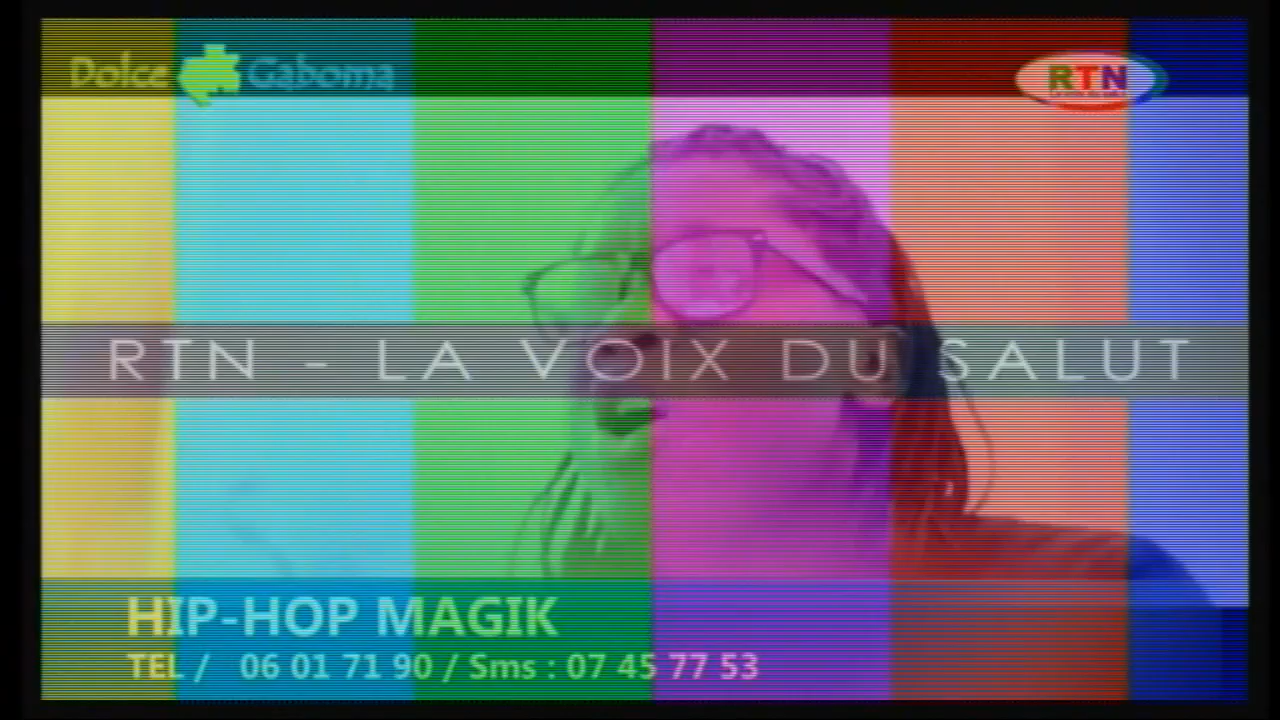 Dolce Gaboma
RTN
RTN - LA VOIX DU SALUT
HIP-HOP MAGIK
TEL / 06 01 71 90 / Sms : 07 45 77 53